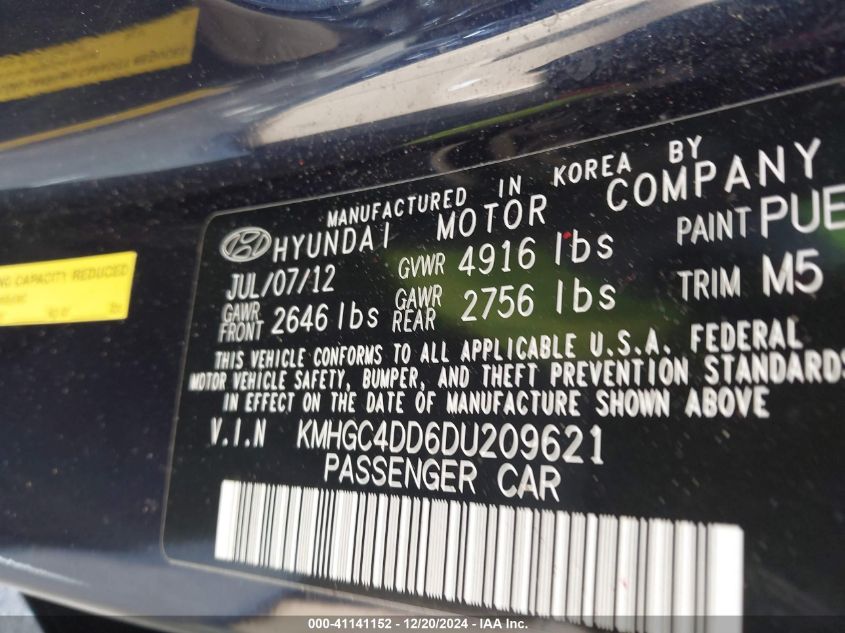 MANUFACTURED IN KOREA BY
HYUNDAI MOTOR COMPANY
JUL/07/12 GVWR 4916 lbs PAINT PUE
GAWR FRONT 2646 lbs GAWR REAR 2756 lbs TRIM M5
THIS VEHICLE CONFORMS TO ALL APPLICABLE U.S.A. FEDERAL
MOTOR VEHICLE SAFETY, BUMPER, AND THEFT PREVENTION STANDARDS
IN EFFECT ON THE DATE OF MANUFACTURE SHOWN ABOVE
V.I.N KMHGC4DD6DU209621
PASSENGER CAR
CAPACITY REDUCED
000-41141152 - 12/20/2024 - IAA Inc.